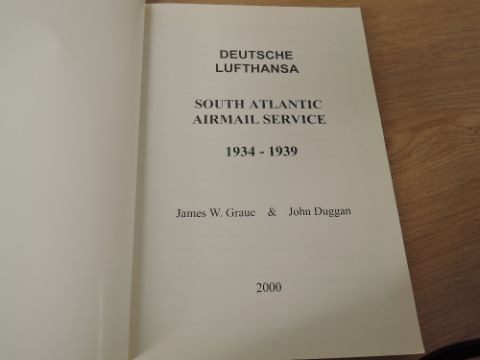 DEUTSCHE
LUFTHANSA
SOUTH ATLANTIC
AIRMAIL SERVICE
1934 - 1939
James W. Graue & John Duggan
2000